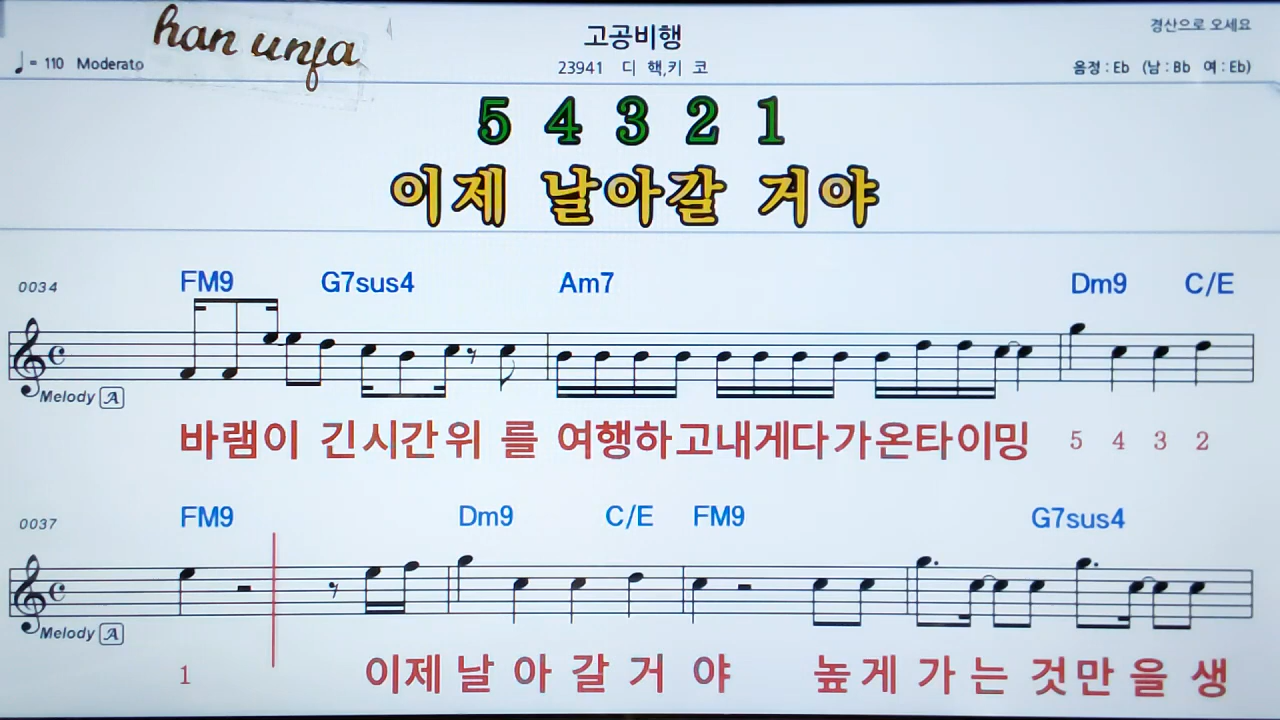 han unja
고공비행
경산으로 오세요
♩= 110 Moderato
23941 디 핵,키 코
음정 : Eb (남 : Bb 여 : Eb)
5 4 3 2 1
이제 날아갈 거야
0034 FM9 G7sus4 Am7 Dm9 C/E
Melody A
바램이 긴시간위 를 여행하고내게다가온타이밍 5 4 3 2
0037 FM9 Dm9 C/E FM9 G7sus4
Melody A
1 이제날 아 갈 거 야 높게 가 는 것만 을 생